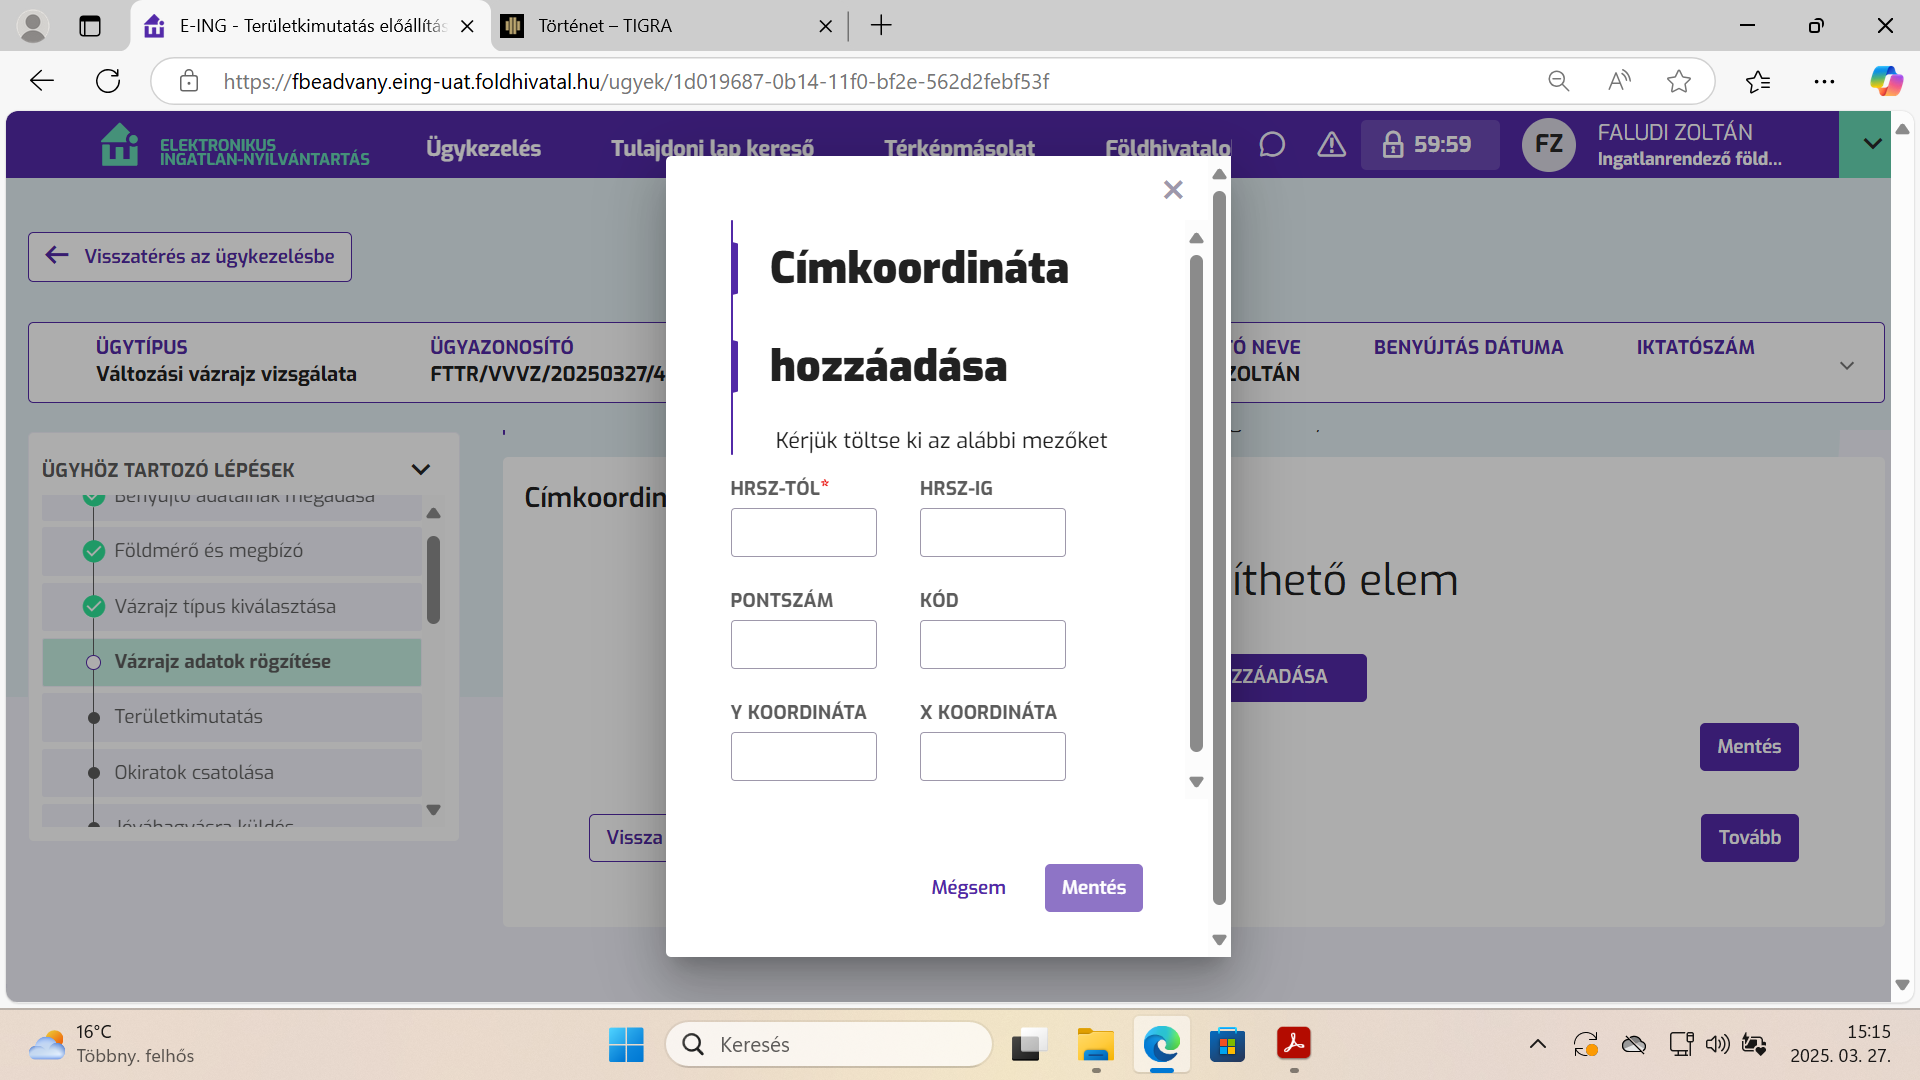 E-ING - Területkimutatás előállítás
Történet – TIGRA
https://fbeadvany.eing-uat.foldhivatal.hu/ugyek/1d019687-0b14-11f0-bf2e-562d2febf53f
ELEKTRONIKUS
INGATLAN-NYILVÁNTARTÁS
Ügykezelés
Tulajdoni lap kereső
Térképmásolat
Földhivatalo
59:59
FZ
FALUDI ZOLTÁN
Ingatlanrendező föld...
Visszatérés az ügykezelésbe
ÜGYTÍPUS
Változási vázrajz vizsgálata
ÜGYAZONOSÍTÓ
FTTR/VVVZ/20250327/4
TÓ NEVE
ZOLTÁN
BENYÚJTÁS DÁTUMA
IKTATÓSZÁM
ÜGYHÖZ TARTOZÓ LÉPÉSEK
Benyújtó adatainak megadása
Földmérő és megbízó
Vázrajz típus kiválasztása
Vázrajz adatok rögzítése
Területkimutatás
Okiratok csatolása
Jóváhagyásra küldés
Címkoordin
íthető elem
ZZÁADÁSA
Mentés
Vissza
Tovább
Címkoordináta
hozzáadása
Kérjük töltse ki az alábbi mezőket
HRSZ-TÓL*
HRSZ-IG
PONTSZÁM
KÓD
Y KOORDINÁTA
X KOORDINÁTA
Mégsem
Mentés
16°C
Többny. felhős
Keresés
15:15
2025. 03. 27.